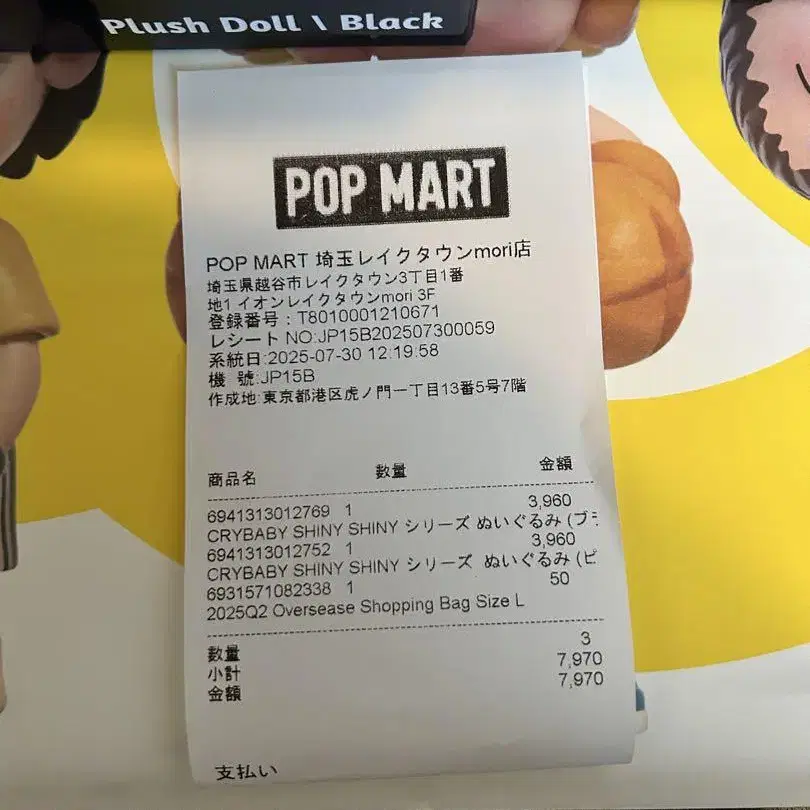 Plush Doll \ Black
POP MART
POP MART 埼玉レイクタウンmori店
埼玉県越谷市レイクタウン3丁目1番
地1 イオンレイクタウンmori 3F
登録番号：T8010001210671
レシート NO:JP15B202507300059
系統日:2025-07-30 12:19:58
機 號:JP15B
作成地:東京都港区虎ノ門一丁目13番5号7階
商品名 数量 金額
6941313012769 1 3,960
CRYBABY SHINY SHINY シリーズ ぬいぐるみ (ブラ
6941313012752 1 3,960
CRYBABY SHINY SHINY シリーズ ぬいぐるみ (ピ
6931571082338 1 50
2025Q2 Oversease Shopping Bag Size L
数量 3
小計 7,970
金額 7,970
支払い